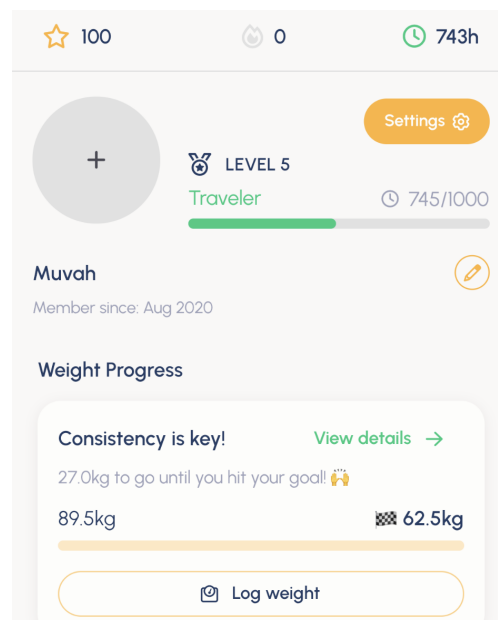 100
0
743h
Settings
LEVEL 5
Traveler
745/1000
Muvah
Member since: Aug 2020
Weight Progress
Consistency is key!
View details →
27.0kg to go until you hit your goal! 🙌
89.5kg
62.5kg
Log weight